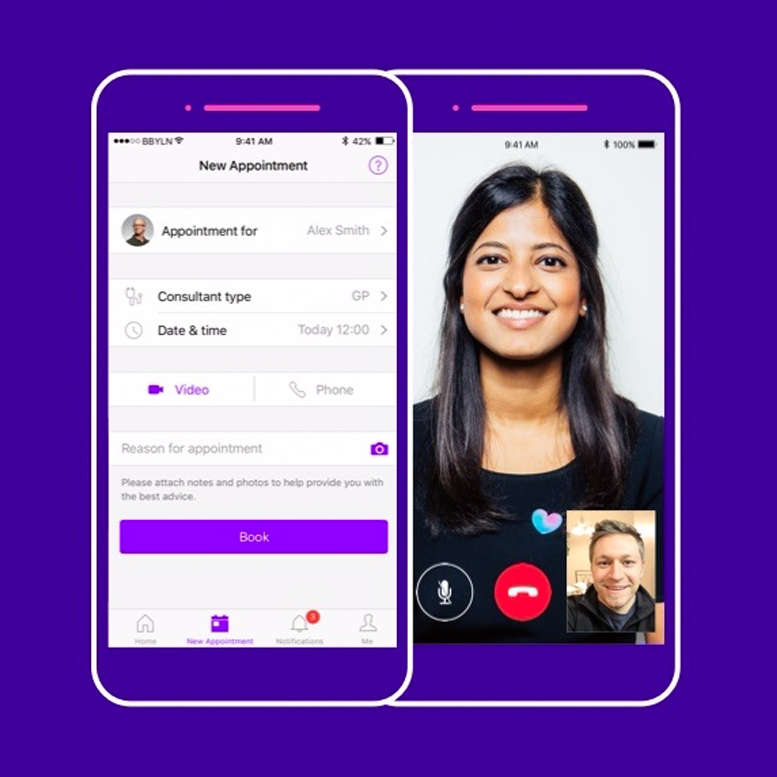 BBYLN 9:41 AM 42%
New Appointment ?
Appointment for Alex Smith
Consultant type GP
Date & time Today 12:00
Video Phone
Reason for appointment
Please attach notes and photos to help provide you with
the best advice.
Book
3
Home New Appointment Notifications Me
9:41 AM 100%